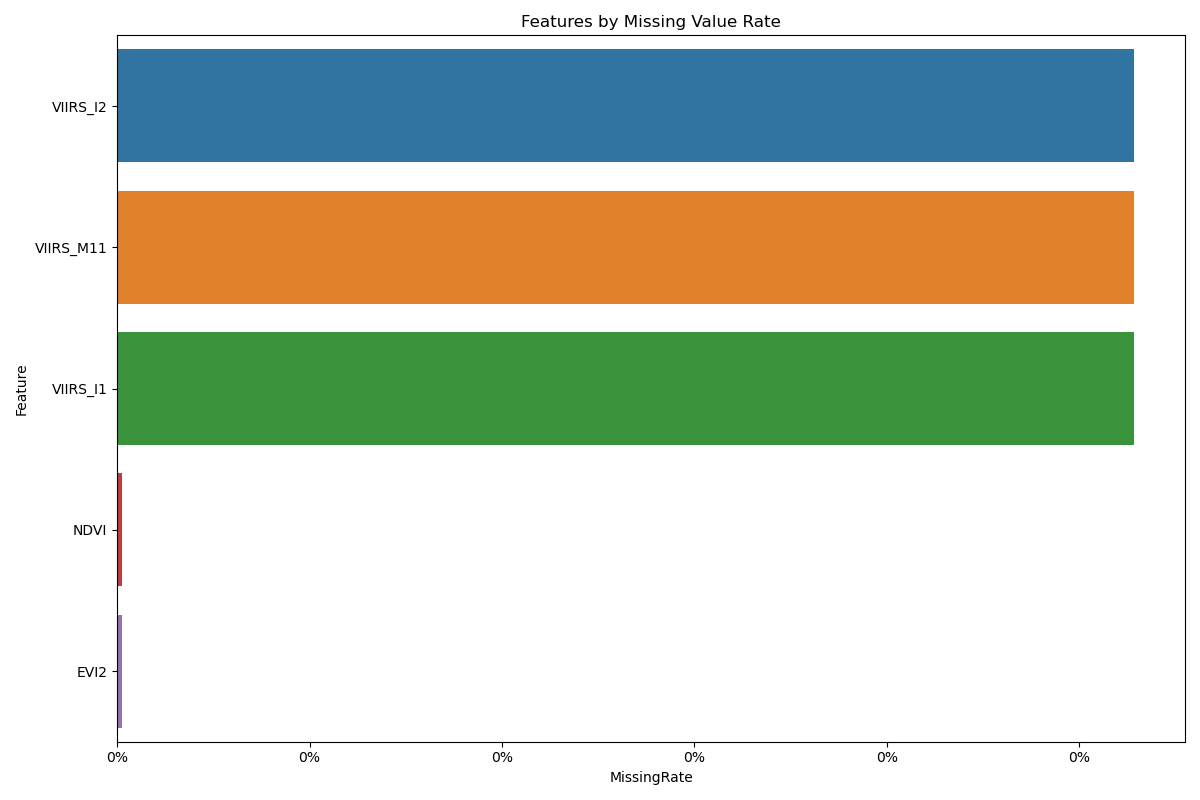 Features by Missing Value Rate
VIIRS_I2
VIIRS_M11
VIIRS_I1
NDVI
EVI2
Feature
0% 0% 0% 0% 0% 0%
MissingRate